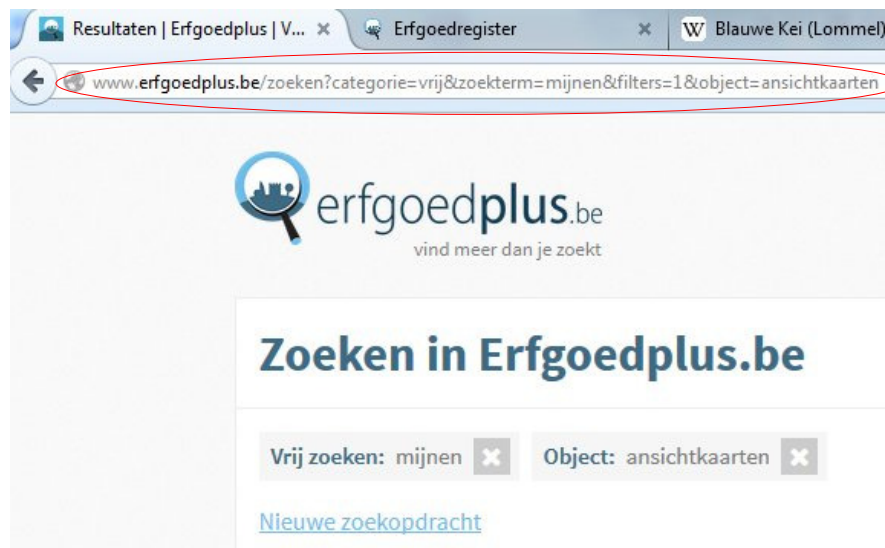 Resultaten | Erfgoedplus | V... × Erfgoedregister × W Blauwe Kei (Lommel)
www.erfgoedplus.be/zoeken?categorie=vrij&zoekterm=mijnen&filters=1&object=ansichtkaarten
erfgoedplus.be
vind meer dan je zoekt
Zoeken in Erfgoedplus.be
Vrij zoeken: mijnen × Object: ansichtkaarten ×
Nieuwe zoekopdracht